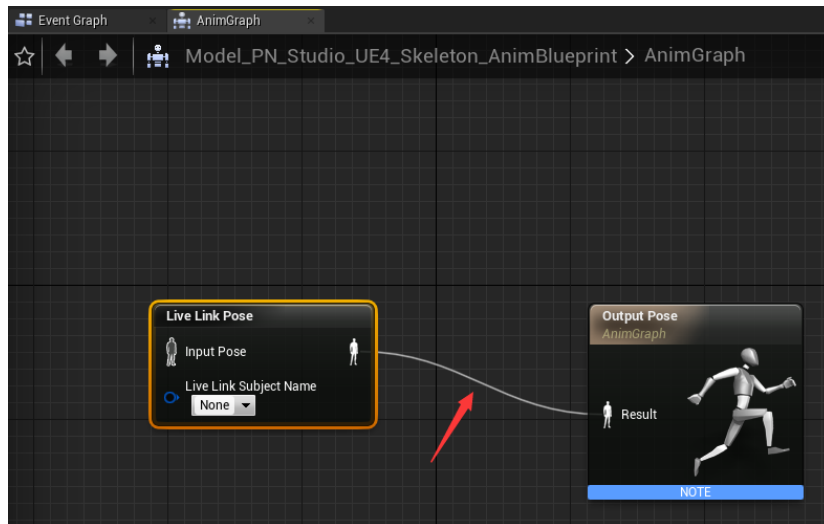 Event Graph
AnimGraph
Model_PN_Studio_UE4_Skeleton_AnimBlueprint > AnimGraph
Live Link Pose
Input Pose
Live Link Subject Name
None
Output Pose
AnimGraph
Result
NOTE